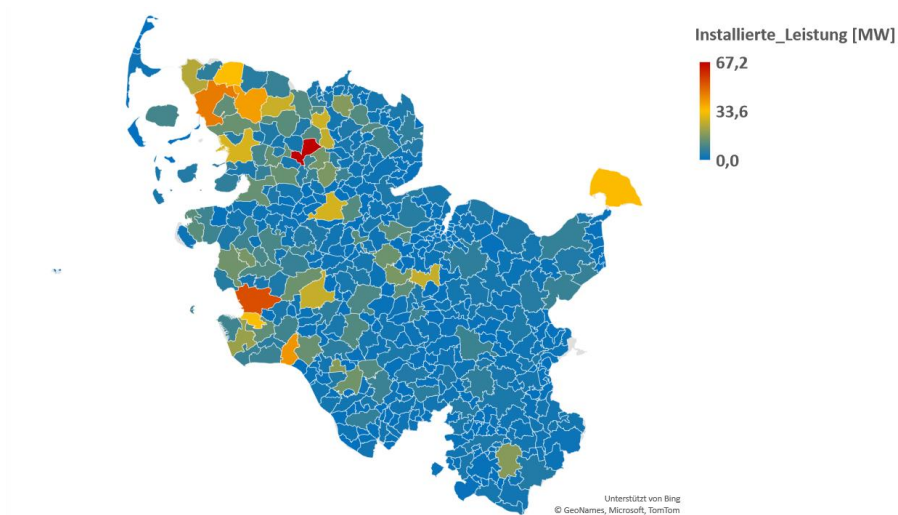 Installierte_Leistung [MW]
67,2
33,6
0,0
Unterstützt von Bing
© GeoNames, Microsoft, TomTom